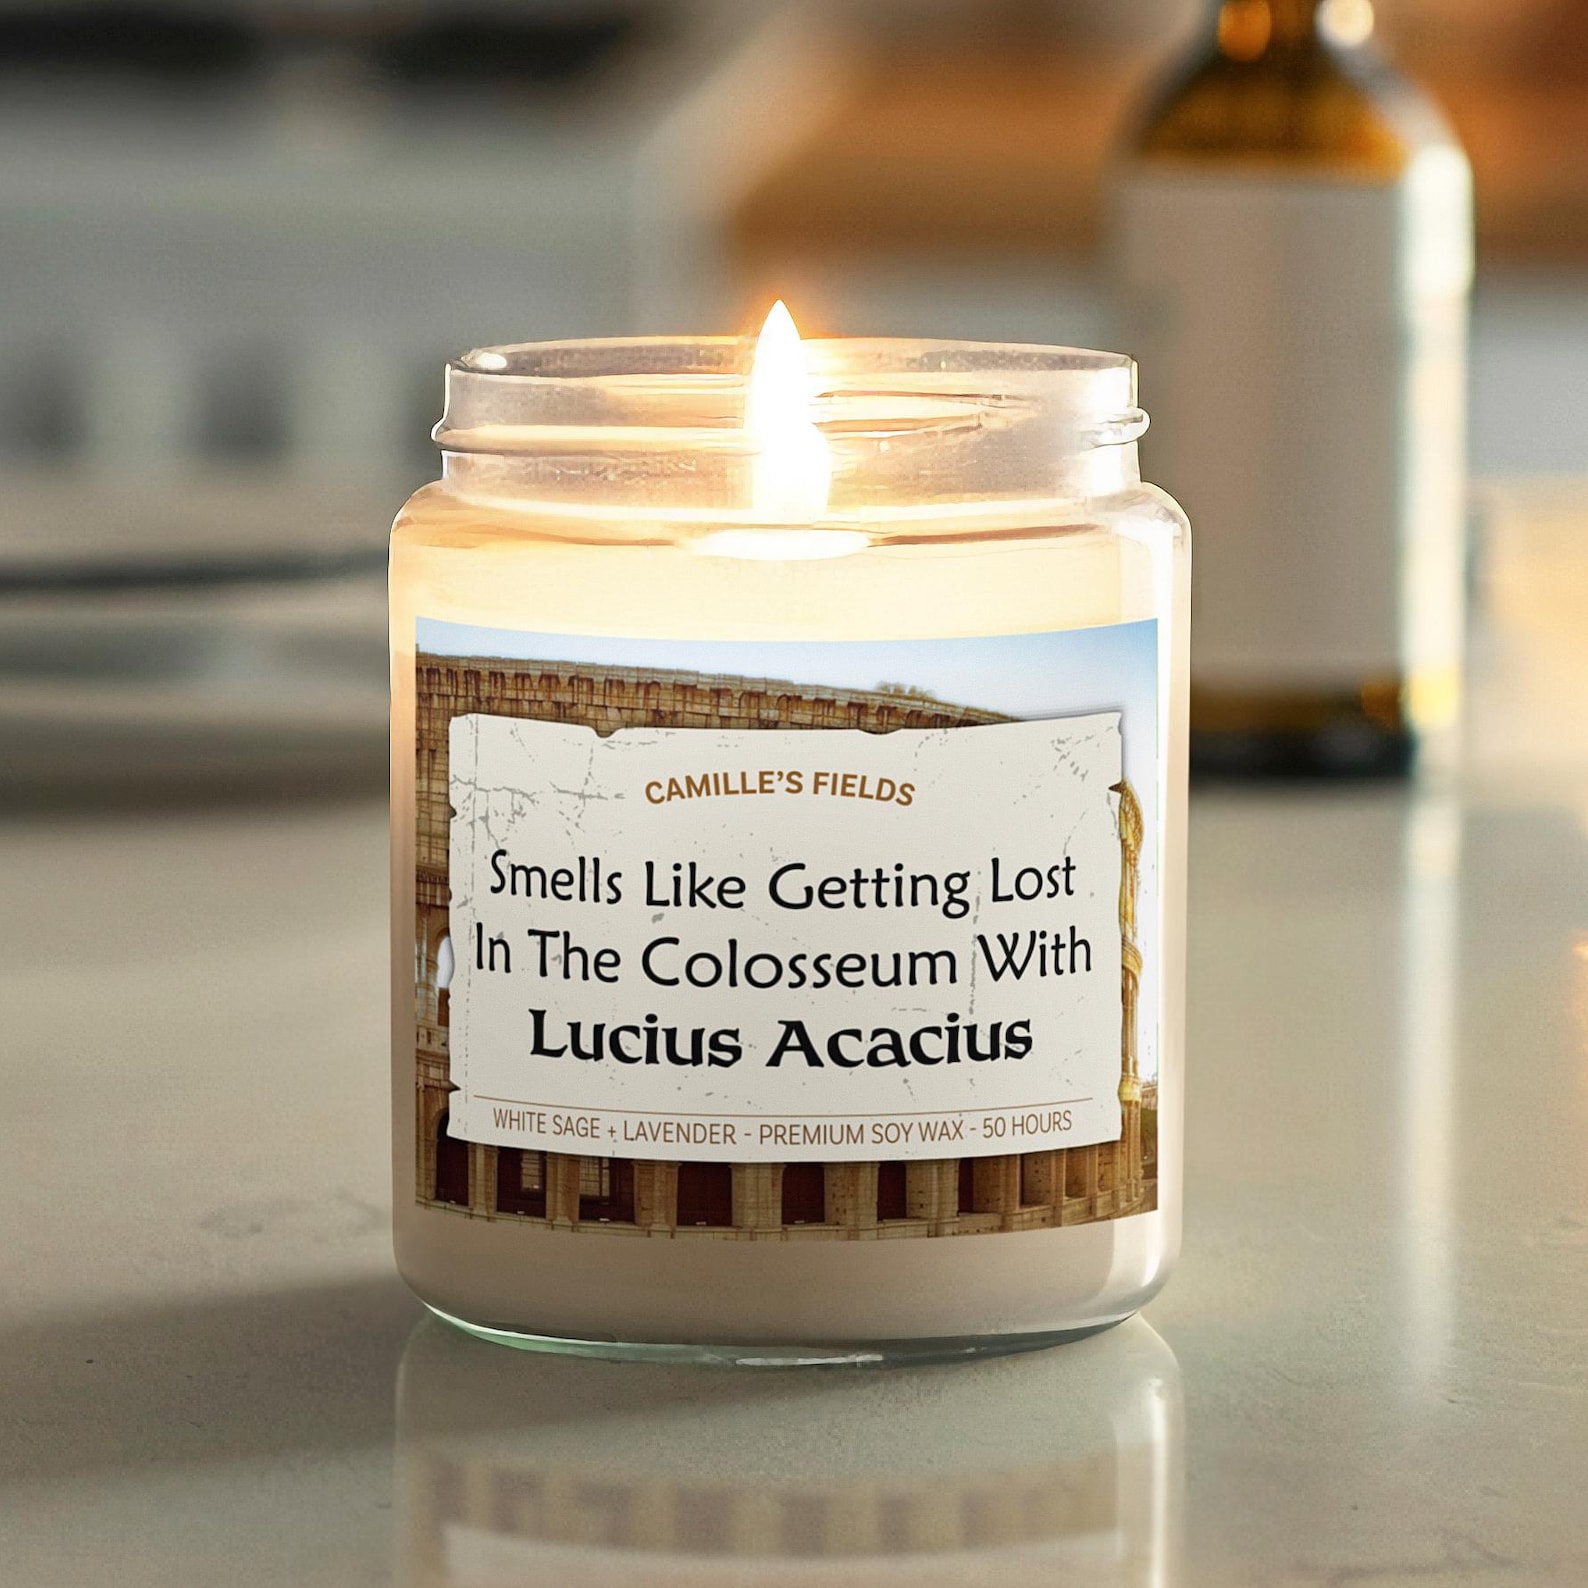 CAMILLE'S FIELDS
Smells Like Getting Lost
In The Colosseum With
Lucius Acacius
WHITE SAGE + LAVENDER - PREMIUM SOY WAX - 50 HOURS